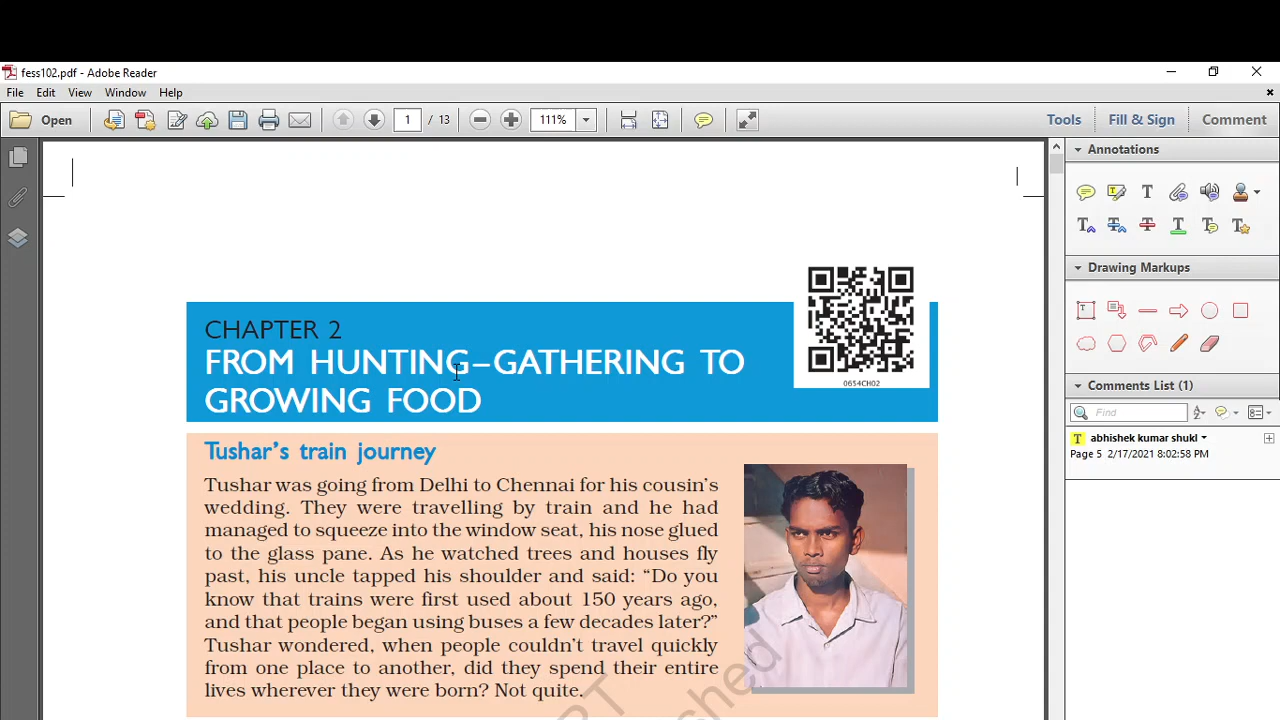 fess102.pdf - Adobe Reader
File Edit View Window Help
Open 1 / 13 111% Tools Fill & Sign Comment
Annotations
Drawing Markups
Comments List (1)
Find
abhishek kumar shukl
Page 5 2/17/2021 8:02:58 PM
0654CH02
CHAPTER 2
FROM HUNTING–GATHERING TO
GROWING FOOD
Tushar's train journey
Tushar was going from Delhi to Chennai for his cousin's
wedding. They were travelling by train and he had
managed to squeeze into the window seat, his nose glued
to the glass pane. As he watched trees and houses fly
past, his uncle tapped his shoulder and said: “Do you
know that trains were first used about 150 years ago,
and that people began using buses a few decades later?”
Tushar wondered, when people couldn't travel quickly
from one place to another, did they spend their entire
lives wherever they were born? Not quite.